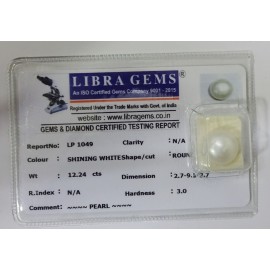 LIBRA GEMS
An ISO Certified Gems Company 9001 : 2015
Registered Under the Trade Marks with Govt. of India
website : www.libragems.co.in
GEMS & DIAMOND CERTIFIED TESTING REPORT
ReportNo: LP 1049 Clarity N/A
Colour SHINING WHITE Shape/cut ROUN
Wt 12.24 cts Dimension
R.Index N/A Hardness 3.0
Comment ~~~~ PEARL ~~~~